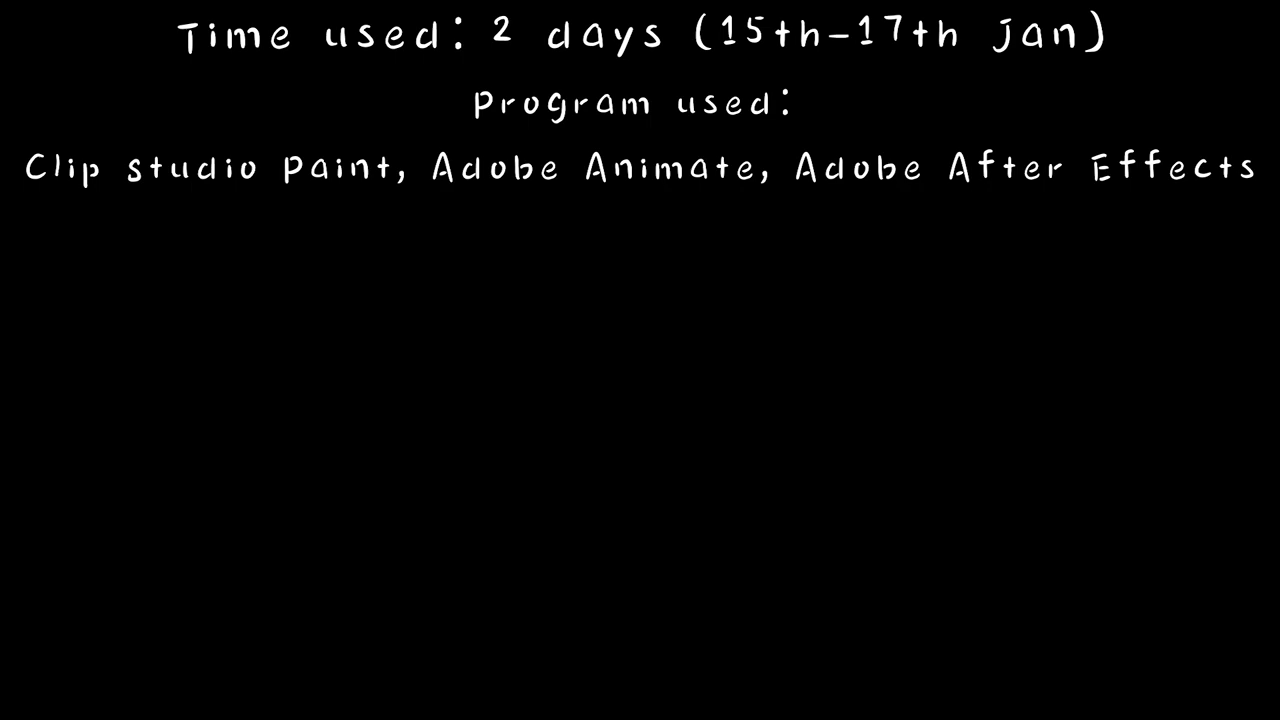 Time used: 2 days (15th-17th jan)
Program used:
Clip studio paint, Adobe Animate, Adobe After Effects